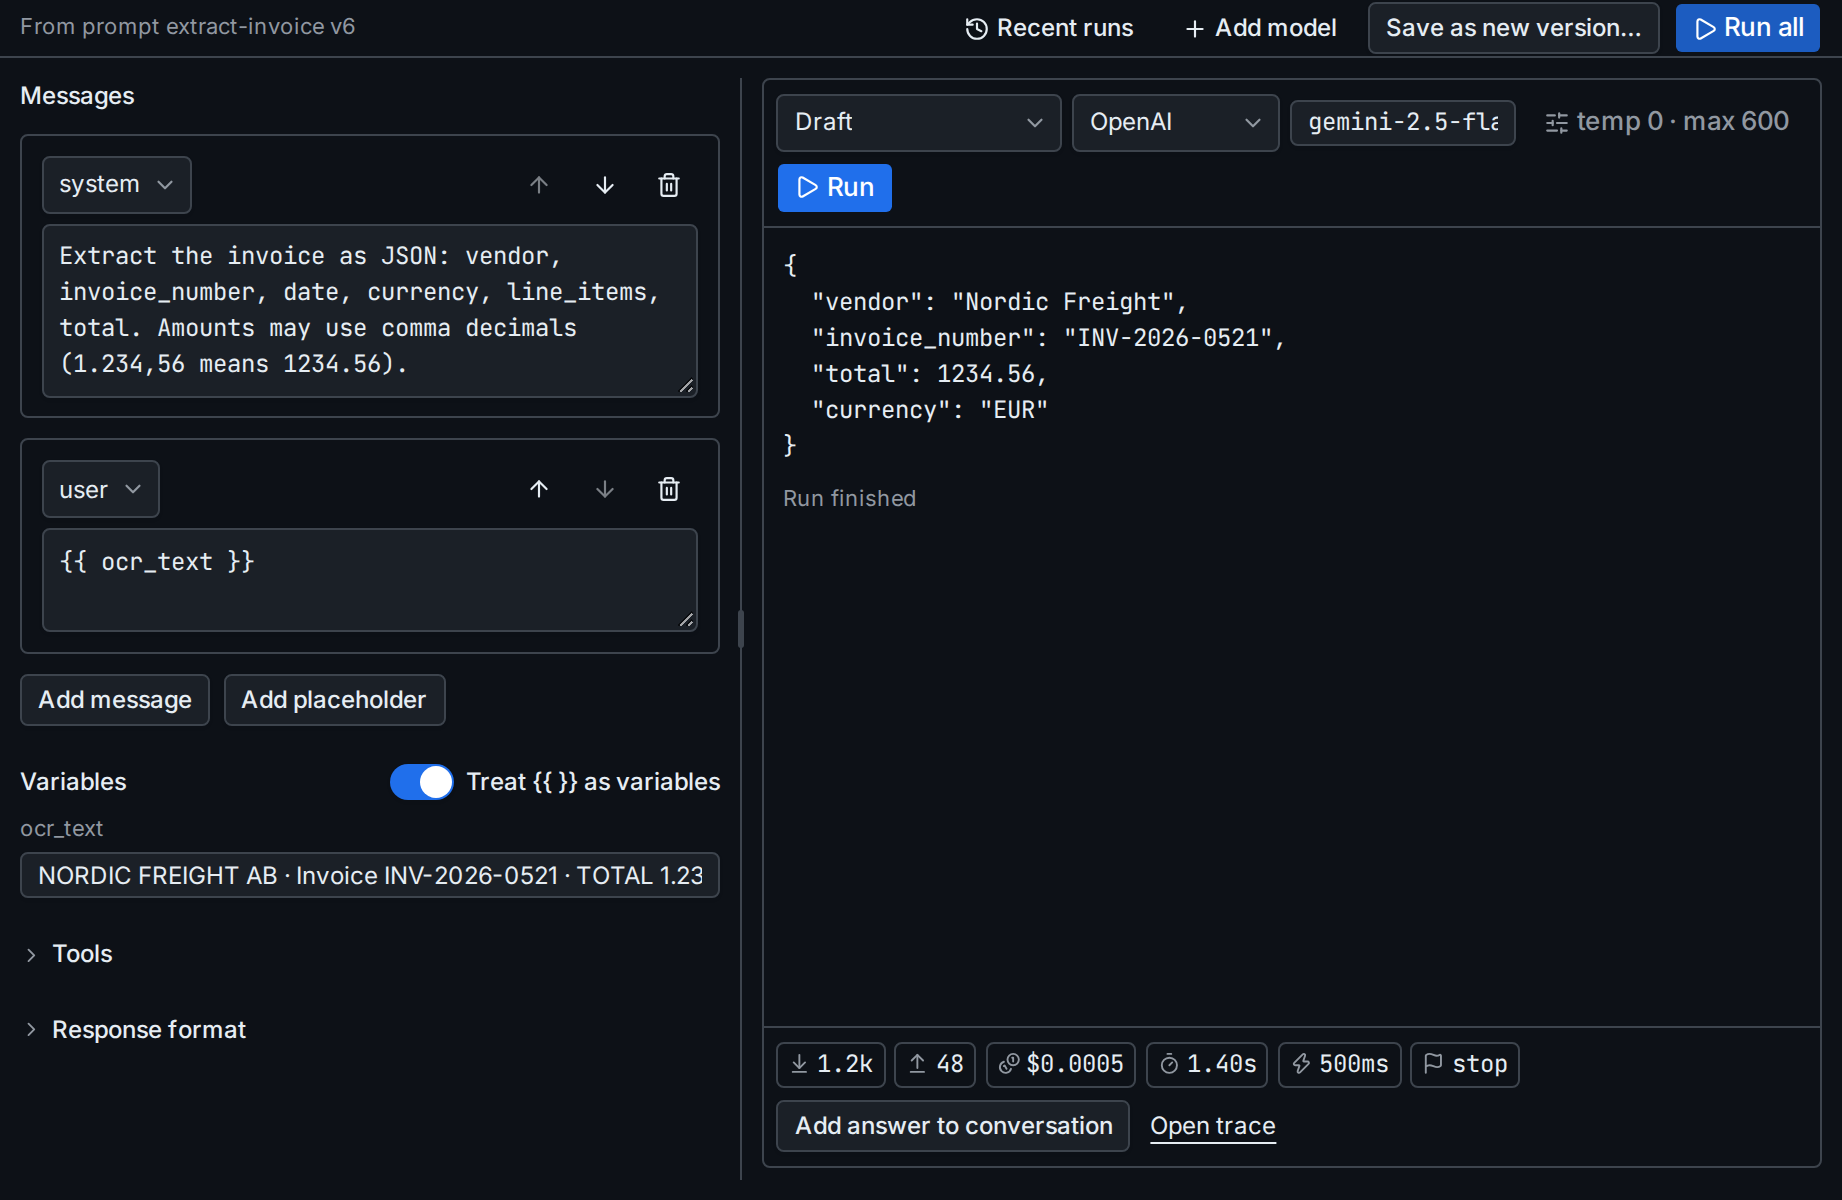 From prompt extract-invoice v6
Recent runs
Add model
Save as new version...
Run all
Messages
system
Extract the invoice as JSON: vendor,
invoice_number, date, currency, line_items,
total. Amounts may use comma decimals
(1.234,56 means 1234.56).
user
{{ ocr_text }}
Add message
Add placeholder
Variables
Treat {{ }} as variables
ocr_text
NORDIC FREIGHT AB · Invoice INV-2026-0521 · TOTAL 1.23
Tools
Response format
Draft
OpenAI
gemini-2.5-fla
temp 0 · max 600
Run
{
"vendor": "Nordic Freight",
"invoice_number": "INV-2026-0521",
"total": 1234.56,
"currency": "EUR"
}
Run finished
1.2k
48
$0.0005
1.40s
500ms
stop
Add answer to conversation
Open trace